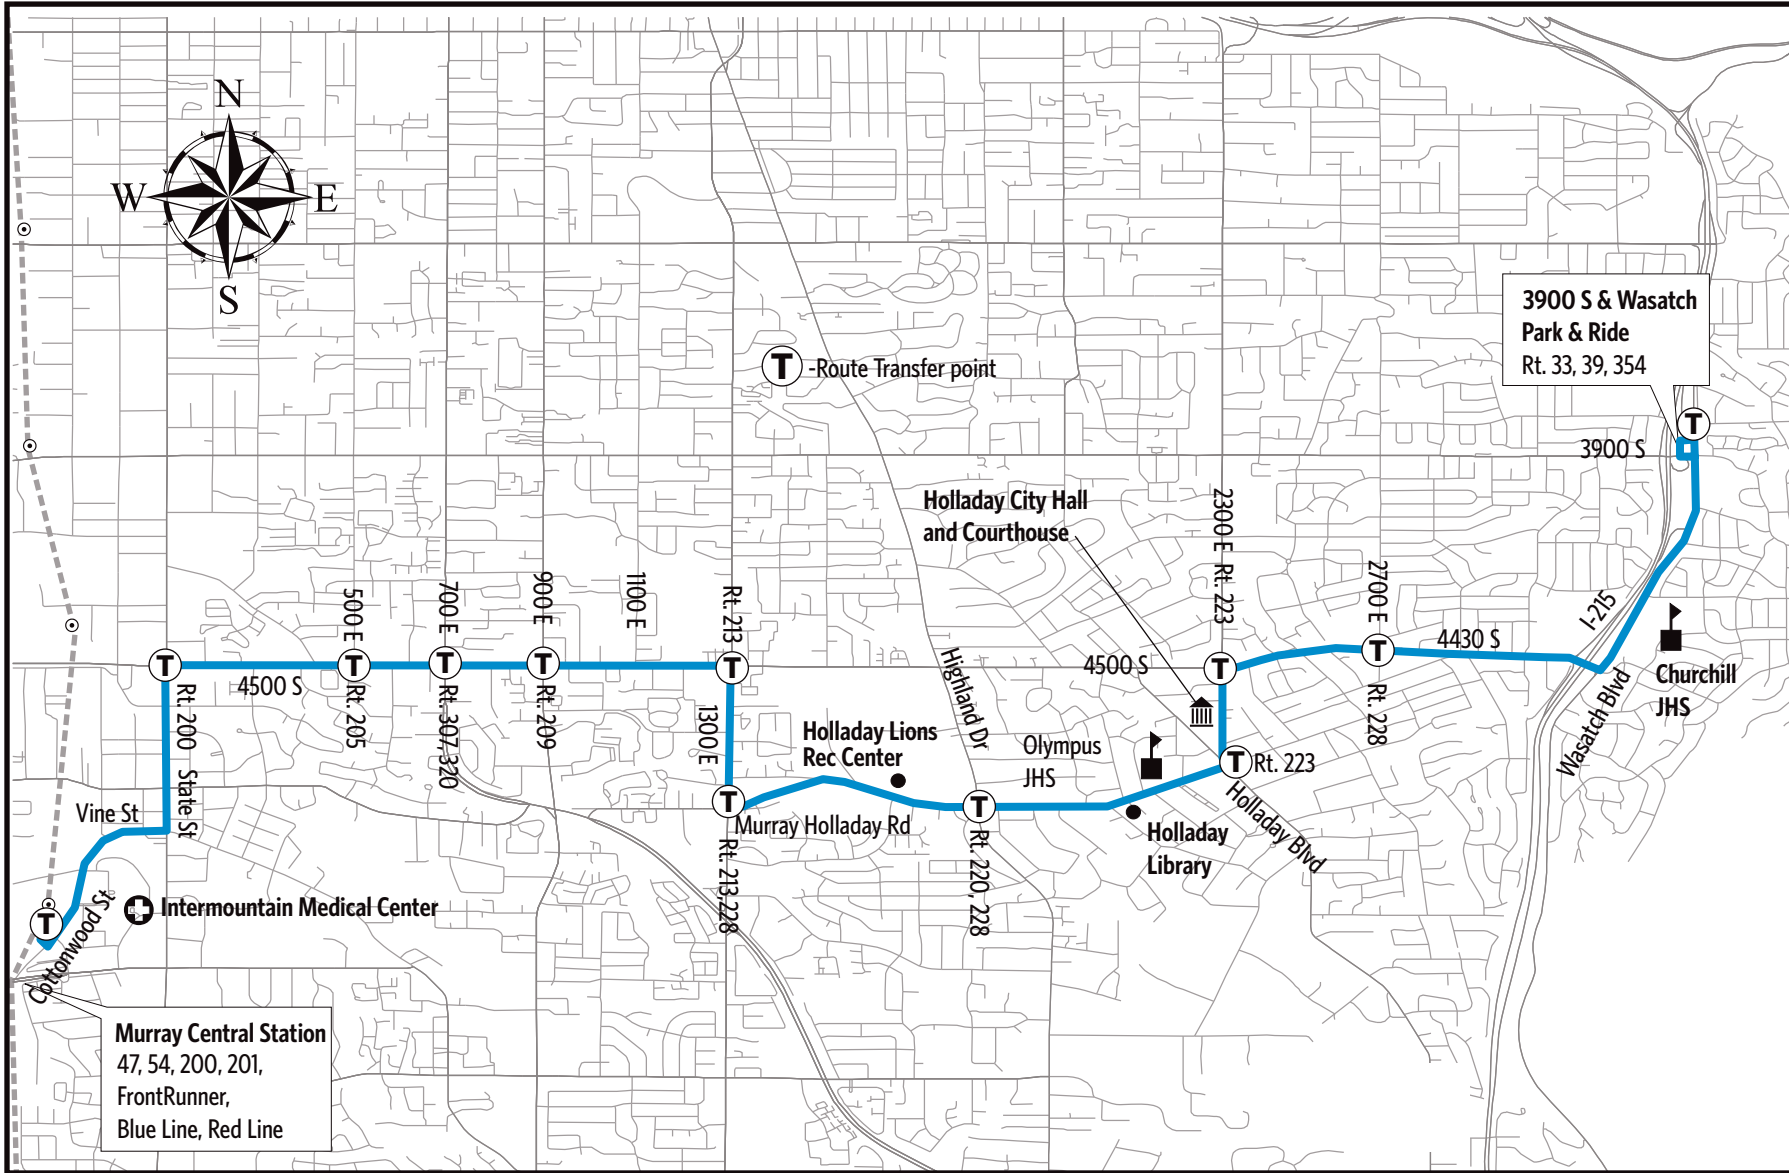 N
W
E
S
3900 S & Wasatch
Park & Ride
Rt. 33, 39, 354
T
-Route Transfer point
T
3900 S
Holladay City Hall
and Courthouse
2300 E Rt. 223
500 E
700 E
900 E
1100 E
Rt. 213
2700 E
I-215
T
T
T
T
T
T
T
4500 S
4500 S
4430 S
Highland Dr
Rt. 200
State St
Rt. 205
Rt. 307,320
Rt. 209
1300 E
Rt. 228
Wasatch Blvd
Churchill
JHS
Holladay Lions
Rec Center
Olympus
JHS
T
Rt. 223
Holladay Blvd
Vine St
T
Murray Holladay Rd
T
Holladay
Library
Rt. 213,228
Rt. 220, 228
T
Cottonwood St
Intermountain Medical Center
Murray Central Station
47, 54, 200, 201,
FrontRunner,
Blue Line, Red Line